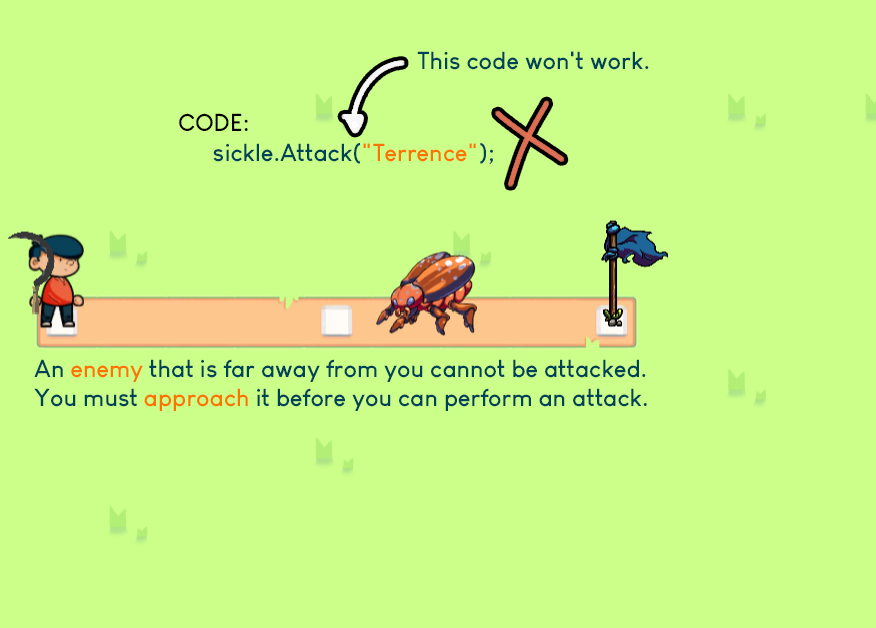 This code won't work.
CODE:
sickle.Attack("Terrence");
An enemy that is far away from you cannot be attacked.
You must approach it before you can perform an attack.